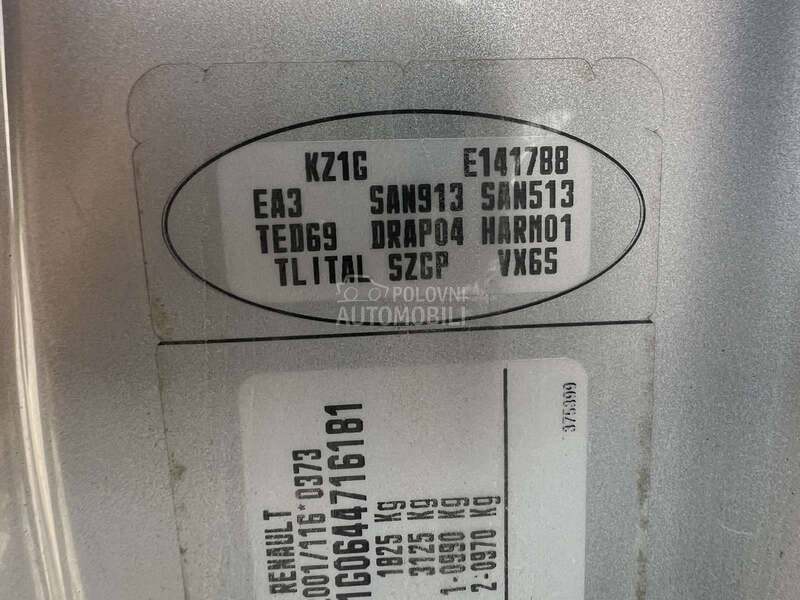 KZ1G E141788
EA3 SAN913 SAN513
TED69 DRAP04 HARM01
TLITAL SZGP VX6S
POLOVNI
AUTOMOBILI
375399
RENAULT
001/116*0373
1G0644716181
1825 Kg
3125 Kg
1-0990 Kg
2-0970 Kg